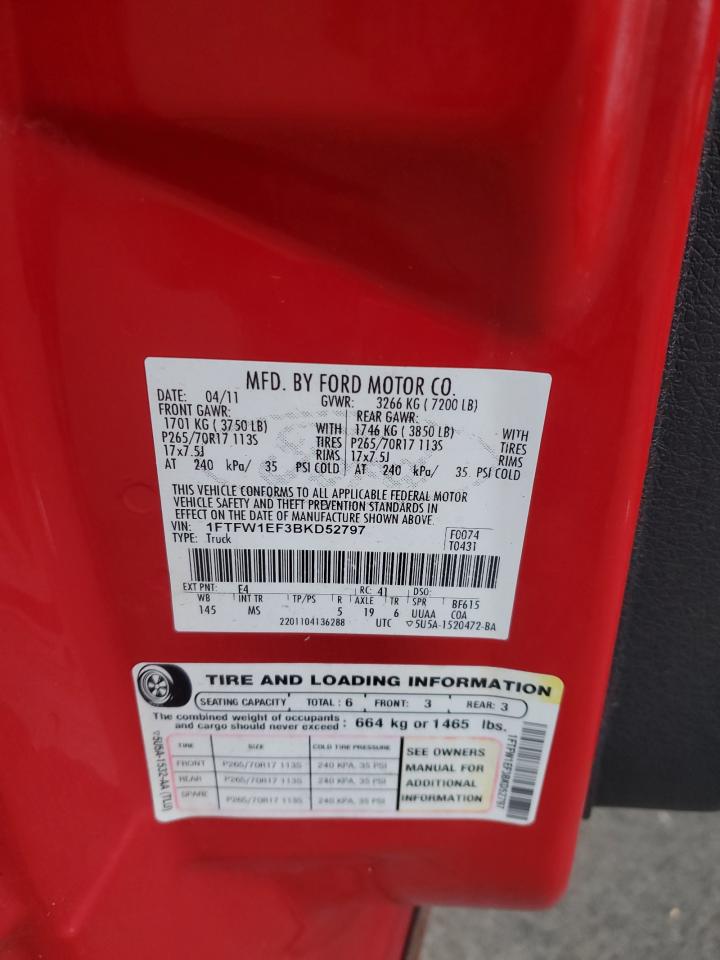 MFD. BY FORD MOTOR CO.
DATE: 04/11 GVWR: 3266 KG ( 7200 LB)
FRONT GAWR: REAR GAWR:
1701 KG ( 3750 LB) WITH 1746 KG ( 3850 LB) WITH
P265/70R17 113S TIRES P265/70R17 113S TIRES
17x7.5J RIMS 17x7.5J RIMS
AT 240 kPa/ 35 PSI COLD AT 240 kPa/ 35 PSI COLD
THIS VEHICLE CONFORMS TO ALL APPLICABLE FEDERAL MOTOR
VEHICLE SAFETY AND THEFT PREVENTION STANDARDS IN
EFFECT ON THE DATE OF MANUFACTURE SHOWN ABOVE.
VIN: 1FTFW1EF3BKD52797 F0074
TYPE: Truck T0431
EXT PNT: F4 RC: 41 DSO:
WB INT TR TP/PS R AXLE TR SPR BF615
145 MS 5 19 6 UUAA COA
2201104136288 UTC ▽5U5A-1520472-BA
TIRE AND LOADING INFORMATION
SEATING CAPACITY TOTAL : 6 FRONT: 3 REAR: 3
The combined weight of occupants
and cargo should never exceed : 664 kg or 1465 lbs.
TIRE SIZE COLD TIRE PRESSURE
FRONT P265/70R17 113S 240 KPA, 35 PSI
REAR P265/70R17 113S 240 KPA, 35 PSI
SPARE P265/70R17 113S 240 KPA, 35 PSI
SEE OWNERS
MANUAL FOR
ADDITIONAL
INFORMATION
▽5U5A-1532-AA (TLU)
1FTFW1EF3BKD52797